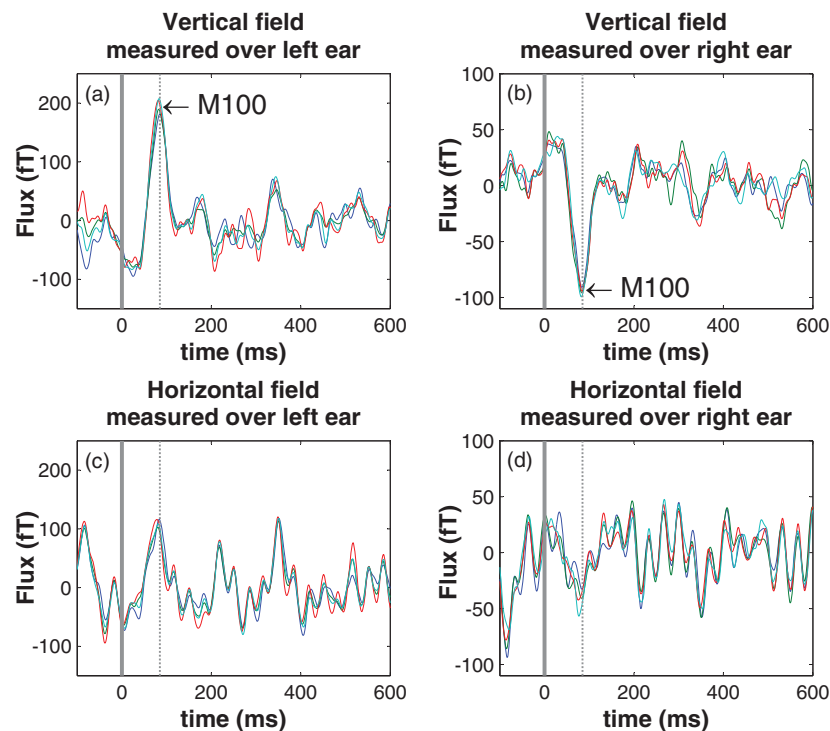 Vertical field
measured over left ear
(a)
← M100
200
100
0
-100
Flux (fT)
0 200 400 600
time (ms)
Vertical field
measured over right ear
(b)
← M100
100
50
0
-50
-100
Flux (fT)
0 200 400 600
time (ms)
Horizontal field
measured over left ear
(c)
200
100
0
-100
Flux (fT)
0 200 400 600
time (ms)
Horizontal field
measured over right ear
(d)
100
50
0
-50
-100
Flux (fT)
0 200 400 600
time (ms)